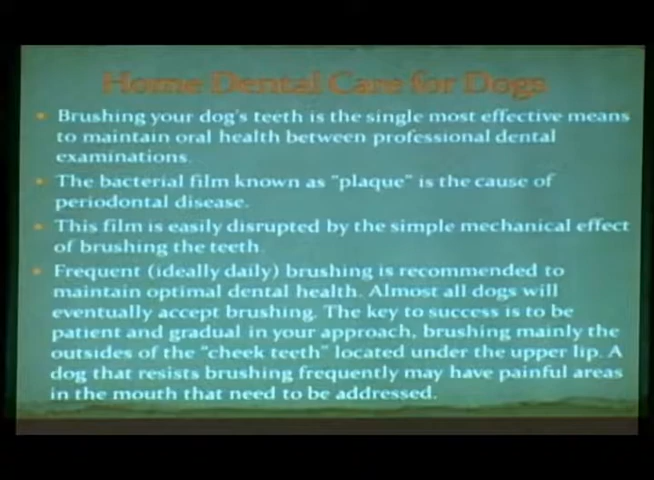 Home Dental Care for Dogs
• Brushing your dog's teeth is the single most effective means
to maintain oral health between professional dental
examinations.
• The bacterial film known as "plaque" is the cause of
periodontal disease.
• This film is easily disrupted by the simple mechanical effect
of brushing the teeth.
• Frequent (ideally daily) brushing is recommended to
maintain optimal dental health. Almost all dogs will
eventually accept brushing. The key to success is to be
patient and gradual in your approach, brushing mainly the
outsides of the "cheek teeth" located under the upper lip. A
dog that resists brushing frequently may have painful areas
in the mouth that need to be addressed.